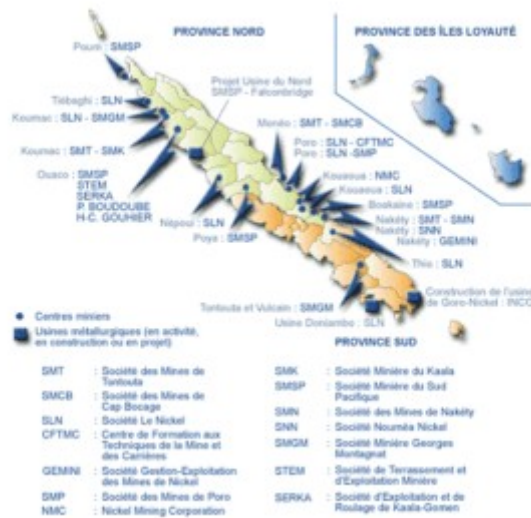 PROVINCE NORD
PROVINCE DES ÎLES LOYAUTÉ
Poum : SMSP
Projet Usine du Nord
SMSP - Falconbridge
Tiébaghi : SLN
Koumac : SLN - SMGM
Koumac : SMT - SMK
Ouaco : SMSP
STEM
SERKA
P. BOUDOUBE
H-C. GOUHIER
Monéo : SMT - SMCB
Poro : SLN - CFTMC
Poro : SLN -SMP
Kouaoua : NMC
Kouaoua : SLN
Boakaine : SMSP
Nakéty : SMT - SMN
Nakéty : SNN
Nakéty : GEMINI
Thio : SLN
Népoui : SLN
Poya : SMSP
Tontouta et Vulcain : SMGM
Usine Doniambo : SLN
Construction de l'usine
de Goro-Nickel : INCO
PROVINCE SUD
Centres miniers
Usines métallurgiques (en activité,
en construction ou en projet)
SMT : Société des Mines de
Tontouta
SMCB : Société des Mines de
Cap Bocage
SLN : Société Le Nickel
CFTMC : Centre de Formation aux
Techniques de la Mine et
des Carrières
GEMINI : Société Gestion-Exploitation
des Mines de Nickel
SMP : Société des Mines de Poro
NMC : Nickel Mining Corporation
SMK : Société Minière du Kaala
SMSP : Société Minière du Sud
Pacifique
SMN : Société des Mines de Nakéty
SNN : Société Nouméa Nickel
SMGM : Société Minière Georges
Montagnat
STEM : Société de Terrassement et
d'Exploitation Minière
SERKA : Société d'Exploitation et de
Roulage de Kaala-Gomen